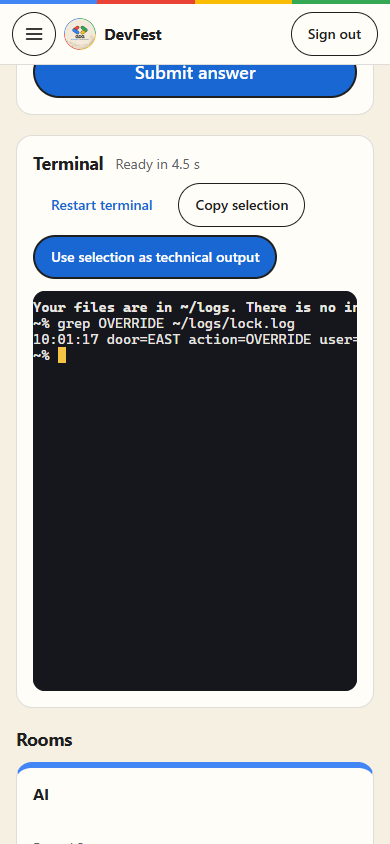 DevFest
Sign out
Submit answer
Terminal
Ready in 4.5 s
Restart terminal
Copy selection
Use selection as technical output
Your files are in ~/logs. There is no in
~% grep OVERRIDE ~/logs/lock.log
10:01:17 door=EAST action=OVERRIDE user=
~%
Rooms
AI